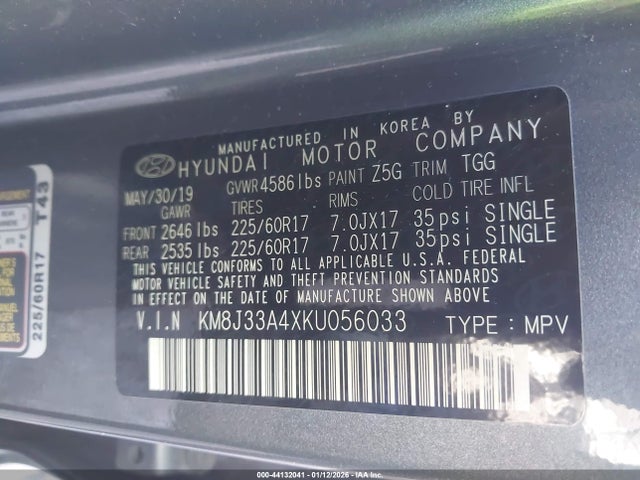 MANUFACTURED IN KOREA BY
HYUNDAI MOTOR COMPANY
MAY/30/19 GVWR 4586 lbs PAINT Z5G TRIM TGG
GAWR TIRES RIMS COLD TIRE INFL
FRONT 2646 lbs 225/60R17 7.0JX17 35psi SINGLE
REAR 2535 lbs 225/60R17 7.0JX17 35psi SINGLE
THIS VEHICLE CONFORMS TO ALL APPLICABLE U.S.A. FEDERAL
MOTOR VEHICLE SAFETY AND THEFT PREVENTION STANDARDS
IN EFFECT ON THE DATE OF MANUFACTURE SHOWN ABOVE
V.I.N KM8J33A4XKU056033 TYPE : MPV
225/60R17 T43
000-44132041 - 01/12/2026 - IAA Inc.